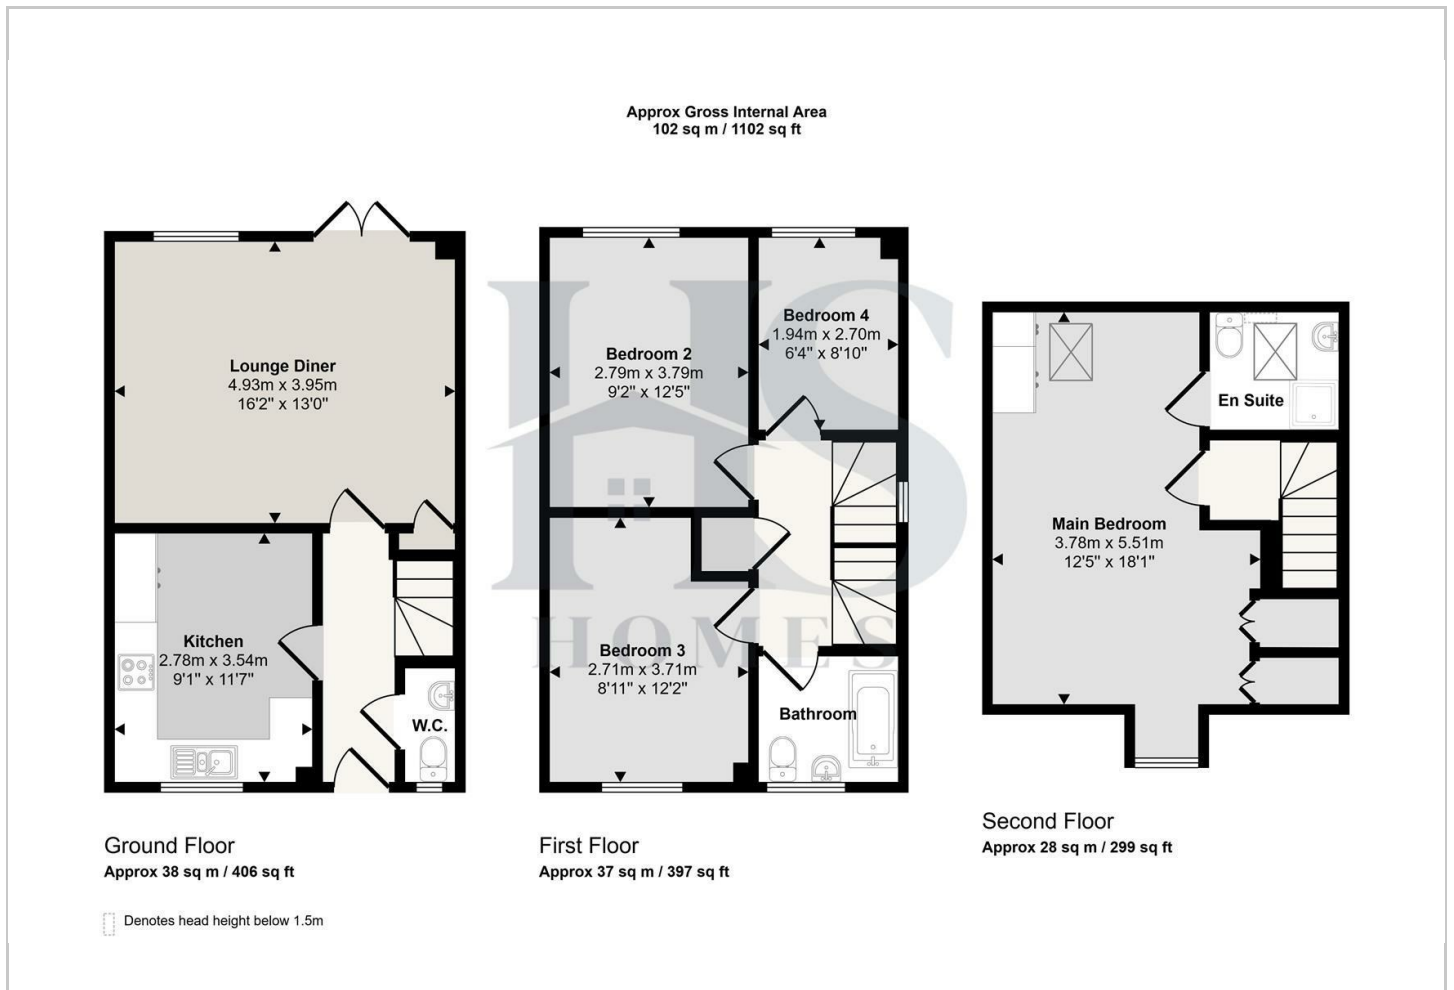 Approx Gross Internal Area
102 sq m / 1102 sq ft
Lounge Diner
4.93m x 3.95m
16'2" x 13'0"
Kitchen
2.78m x 3.54m
9'1" x 11'7"
W.C.
Ground Floor
Approx 38 sq m / 406 sq ft
Denotes head height below 1.5m
Bedroom 2
2.79m x 3.79m
9'2" x 12'5"
Bedroom 4
1.94m x 2.70m
6'4" x 8'10"
Bedroom 3
2.71m x 3.71m
8'11" x 12'2"
Bathroom
HS
HOMES
First Floor
Approx 37 sq m / 397 sq ft
En Suite
Main Bedroom
3.78m x 5.51m
12'5" x 18'1"
Second Floor
Approx 28 sq m / 299 sq ft